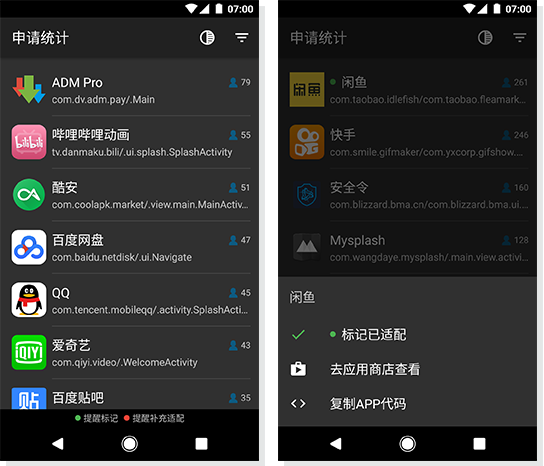 07:00
申请统计
ADM Pro
79
com.dv.adm.pay/.Main
bilibili
哔哩哔哩动画
55
tv.danmaku.bili/.ui.splash.SplashActivity
酷安
51
com.coolapk.market/.view.main.MainActiv...
百度网盘
47
com.baidu.netdisk/.ui.Navigate
QQ
45
com.tencent.mobileqq/.activity.SplashActi...
QIYI
爱奇艺
43
com.qiyi.video/.WelcomeActivity
贴
百度贴吧
35
提醒标记 提醒补充适配
07:00
申请统计
闲鱼
闲鱼
261
com.taobao.idlefish/com.taobao.fleamark...
快手
246
com.smile.gifmaker/com.yxcorp.gifshow....
安全令
160
com.blizzard.bma.cn/com.blizzard.bma.ui...
Mysplash
128
com.wangdaye.mysplash/.main.view.activi...
闲鱼
标记已适配
去应用商店查看
复制APP代码